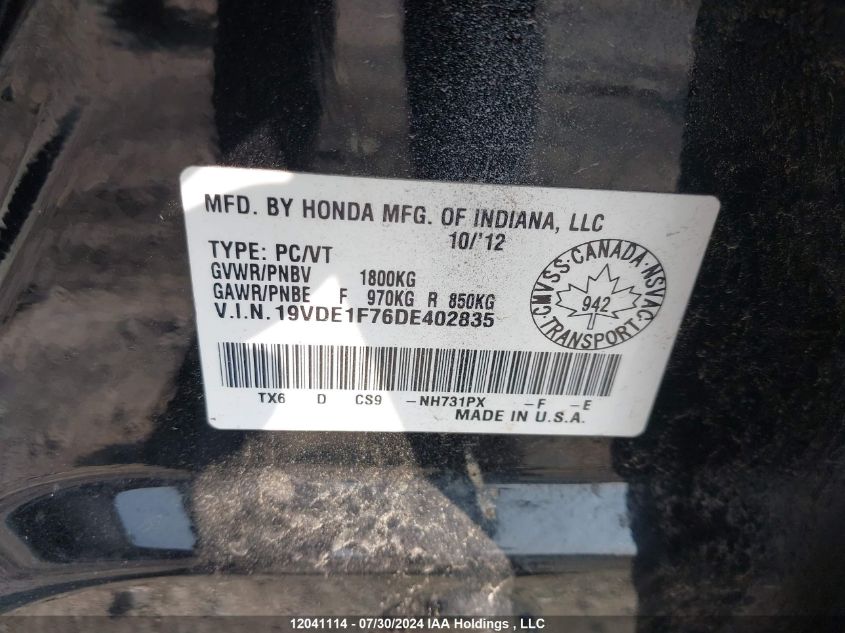 MFD. BY HONDA MFG. OF INDIANA, LLC
10/'12
TYPE: PC/VT
GVWR/PNBV 1800KG
GAWR/PNBE F 970KG R 850KG
V.I.N. 19VDE1F76DE402835
CMVSS · CANADA · NSVAC
942
TRANSPORT
TX6 D CS9 -NH731PX -F -E
MADE IN U.S.A.
12041114 - 07/30/2024 IAA Holdings , LLC